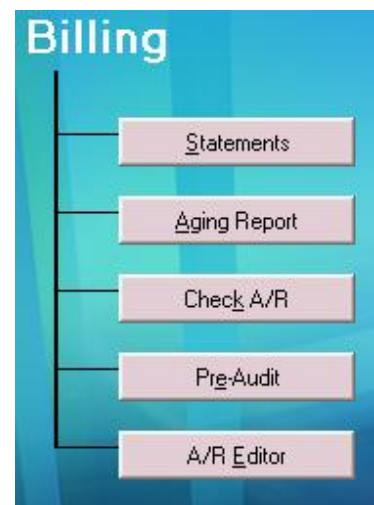 Billing
Statements
Aging Report
Check A/R
Pre-Audit
A/R Editor